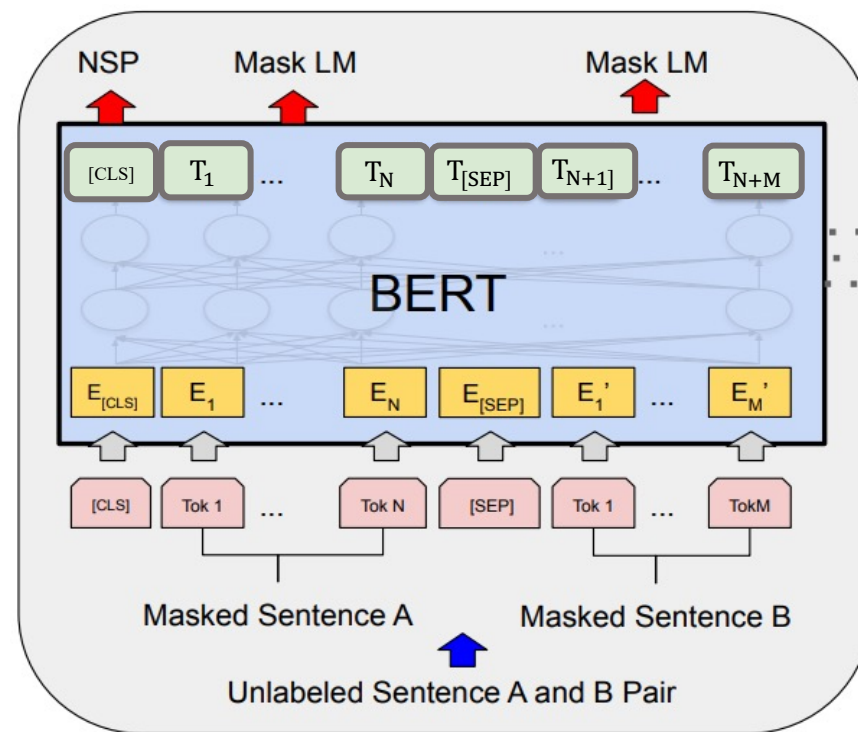 NSP Mask LM Mask LM
[CLS] T1 ... TN T[SEP] TN+1] ... TN+M
...
BERT
...
E[CLS] E1 ... EN E[SEP] E1’ ... EM’
[CLS] Tok 1 ... Tok N [SEP] Tok 1 ... TokM
Masked Sentence A Masked Sentence B
Unlabeled Sentence A and B Pair